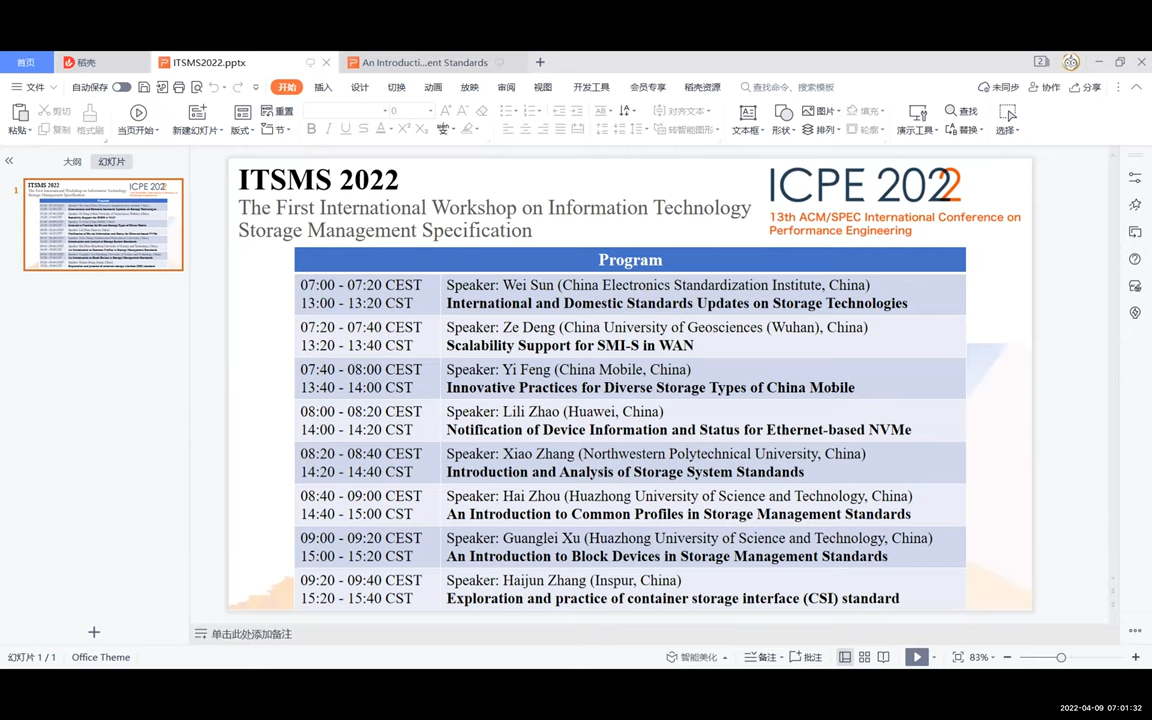 首页
稻壳
ITSMS2022.pptx
An Introducti...ent Standards
2
文件
自动保存
开始
插入
设计
切换
动画
放映
审阅
视图
开发工具
会员专享
稻壳资源
查找命令、搜索模板
未同步
协作
分享
粘贴
剪切
复制
格式刷
当页开始
新建幻灯片
版式
节
重置
0
B I U S A X² X₂
对齐文本
转智能图形
文本框
形状
图片
排列
填充
轮廓
演示工具
查找
替换
选择
大纲
幻灯片
1
ITSMS 2022
The First International Workshop on Information Technology
Storage Management Specification
ICPE 2022
13th ACM/SPEC International Conference on
Performance Engineering
Program
07:00 - 07:20 CEST Speaker: Wei Sun (China Electronics Standardization Institute, China)
13:00 - 13:20 CST International and Domestic Standards Updates on Storage Technologies
07:20 - 07:40 CEST Speaker: Ze Deng (China University of Geosciences (Wuhan), China)
13:20 - 13:40 CST Scalability Support for SMI-S in WAN
07:40 - 08:00 CEST Speaker: Yi Feng (China Mobile, China)
13:40 - 14:00 CST Innovative Practices for Diverse Storage Types of China Mobile
08:00 - 08:20 CEST Speaker: Lili Zhao (Huawei, China)
14:00 - 14:20 CST Notification of Device Information and Status for Ethernet-based NVMe
08:20 - 08:40 CEST Speaker: Xiao Zhang (Northwestern Polytechnical University, China)
14:20 - 14:40 CST Introduction and Analysis of Storage System Standards
08:40 - 09:00 CEST Speaker: Hai Zhou (Huazhong University of Science and Technology, China)
14:40 - 15:00 CST An Introduction to Common Profiles in Storage Management Standards
09:00 - 09:20 CEST Speaker: Guanglei Xu (Huazhong University of Science and Technology, China)
15:00 - 15:20 CST An Introduction to Block Devices in Storage Management Standards
09:20 - 09:40 CEST Speaker: Haijun Zhang (Inspur, China)
15:20 - 15:40 CST Exploration and practice of container storage interface (CSI) standard
单击此处添加备注
幻灯片 1 / 1
Office Theme
智能美化
备注
批注
83%
2022-04-09 07:01:32